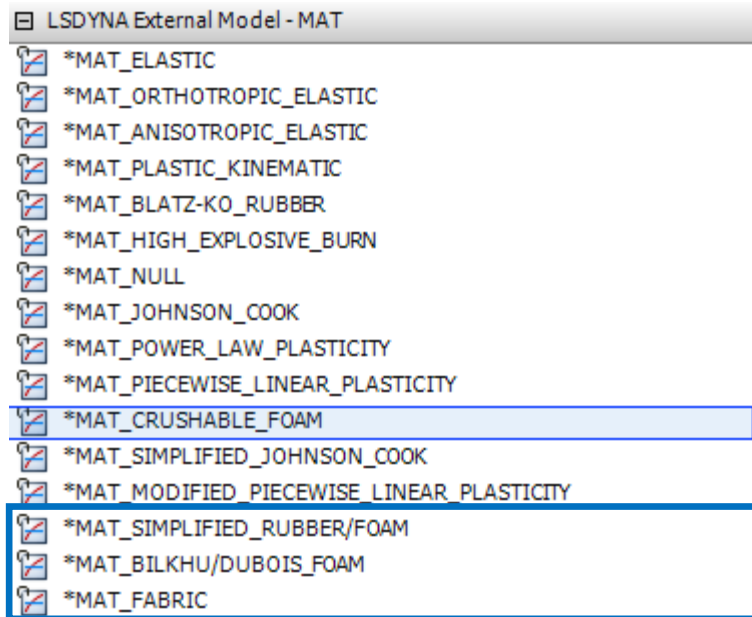 LSDYNA External Model - MAT
*MAT_ELASTIC
*MAT_ORTHOTROPIC_ELASTIC
*MAT_ANISOTROPIC_ELASTIC
*MAT_PLASTIC_KINEMATIC
*MAT_BLATZ-KO_RUBBER
*MAT_HIGH_EXPLOSIVE_BURN
*MAT_NULL
*MAT_JOHNSON_COOK
*MAT_POWER_LAW_PLASTICITY
*MAT_PIECEWISE_LINEAR_PLASTICITY
*MAT_CRUSHABLE_FOAM
*MAT_SIMPLIFIED_JOHNSON_COOK
*MAT_MODIFIED_PIECEWISE_LINEAR_PLASTICITY
*MAT_SIMPLIFIED_RUBBER/FOAM
*MAT_BILKHU/DUBOIS_FOAM
*MAT_FABRIC